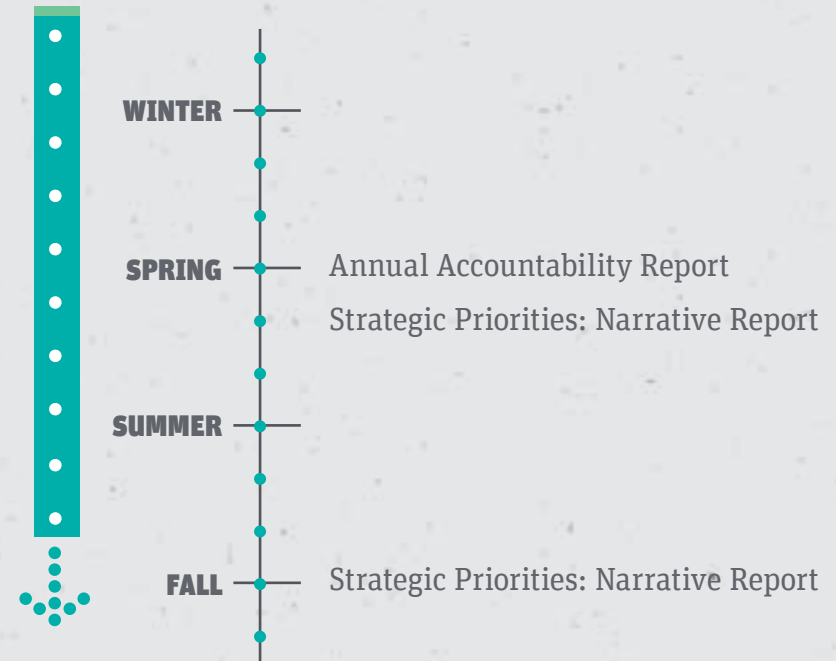 WINTER
SPRING
Annual Accountability Report
Strategic Priorities: Narrative Report
SUMMER
FALL
Strategic Priorities: Narrative Report